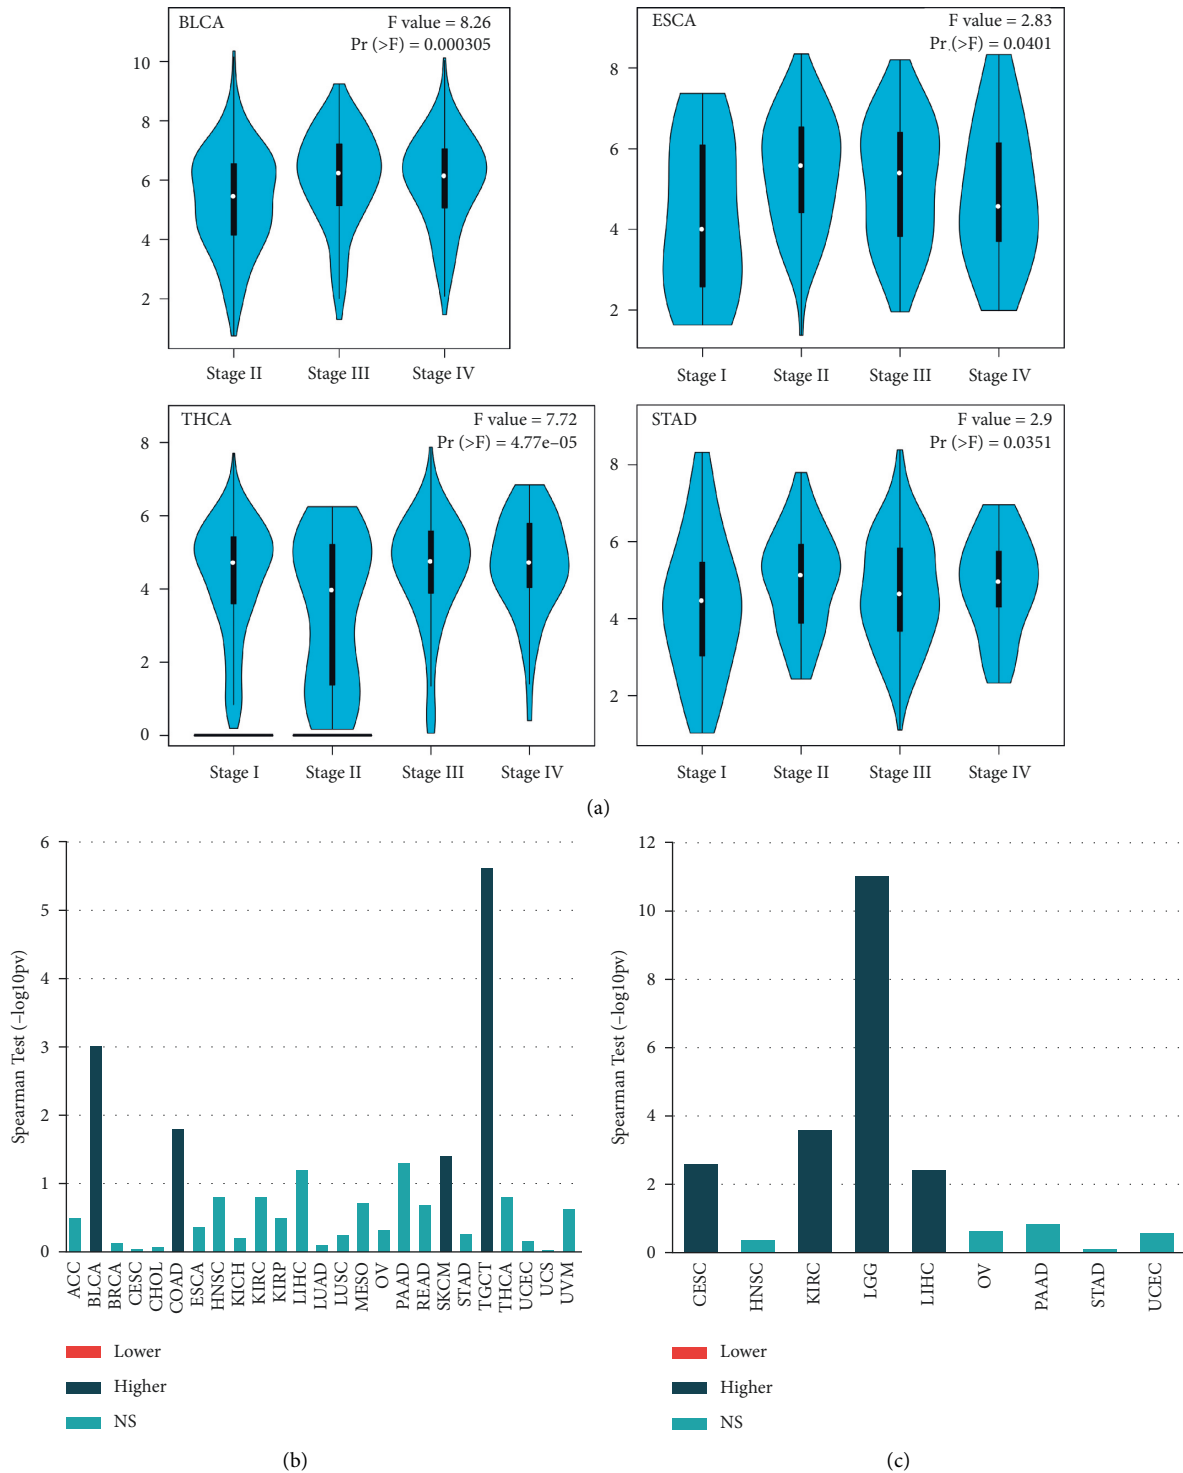 BLCA
F value = 8.26
Pr (>F) = 0.000305
10
8
6
4
2
Stage II Stage III Stage IV
ESCA
F value = 2.83
Pr (>F) = 0.0401
8
6
4
2
Stage I Stage II Stage III Stage IV
THCA
F value = 7.72
Pr (>F) = 4.77e–05
8
6
4
2
0
Stage I Stage II Stage III Stage IV
STAD
F value = 2.9
Pr (>F) = 0.0351
8
6
4
2
Stage I Stage II Stage III Stage IV
(a)
Spearman Test (–log10pv)
6
5
4
3
2
1
0
ACC BLCA BRCA CESC CHOL COAD ESCA HNSC KICH KIRC KIRP LIHC LUAD LUSC MESO OV PAAD READ SKCM STAD TGCT THCA UCEC UCS UVM
Lower
Higher
NS
(b)
Spearman Test (–log10pv)
12
10
8
6
4
2
0
CESC HNSC KIRC LGG LIHC OV PAAD STAD UCEC
Lower
Higher
NS
(c)